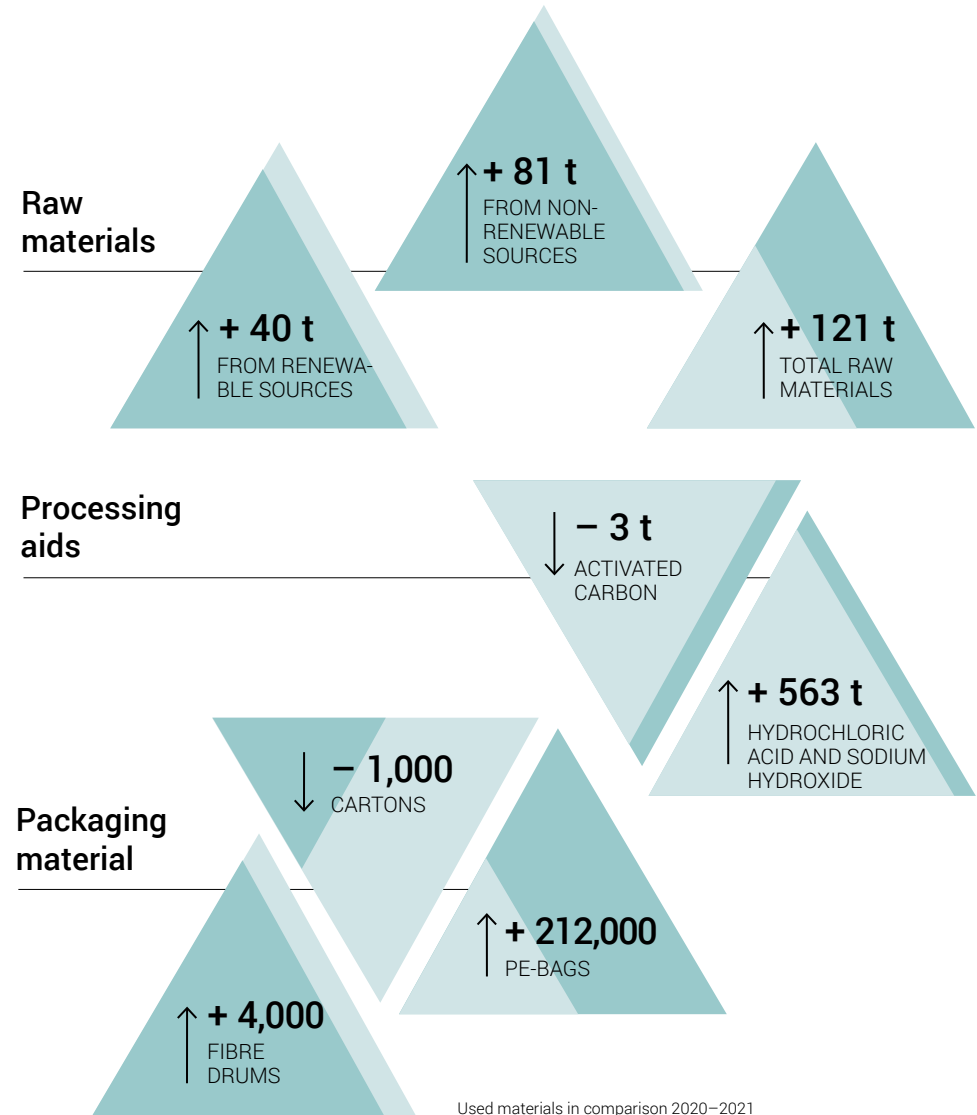 Raw
materials
+ 40 t
FROM RENEWA-
BLE SOURCES
+ 81 t
FROM NON-
RENEWABLE
SOURCES
+ 121 t
TOTAL RAW
MATERIALS
Processing
aids
– 3 t
ACTIVATED
CARBON
+ 563 t
HYDROCHLORIC
ACID AND SODIUM
HYDROXIDE
Packaging
material
+ 4,000
FIBRE
DRUMS
– 1,000
CARTONS
+ 212,000
PE-BAGS
Used materials in comparison 2020–2021